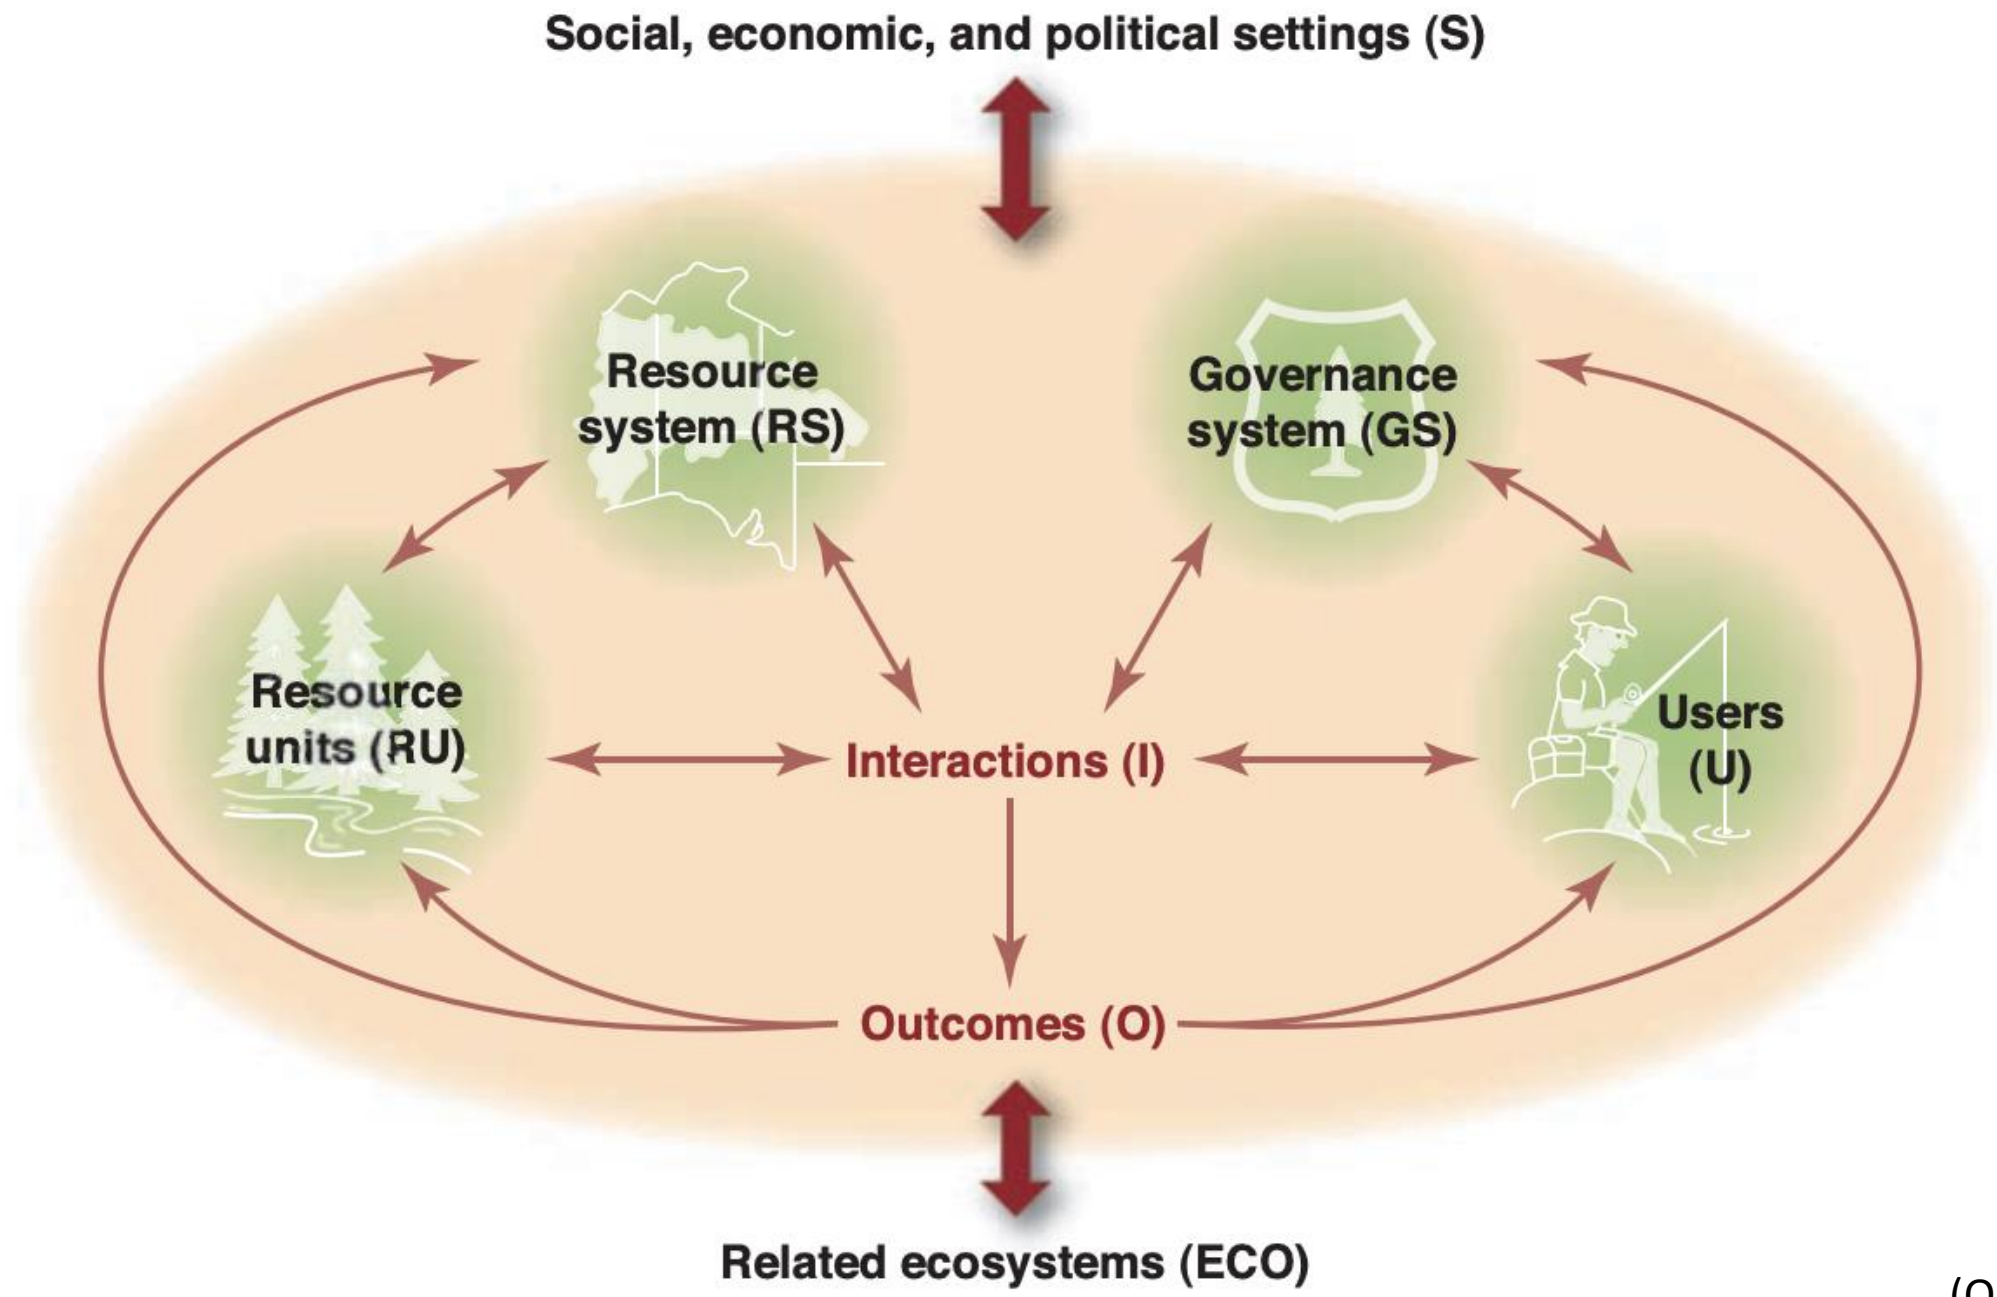 Social, economic, and political settings (S)
Resource
system (RS)
Governance
system (GS)
Resource
units (RU)
Interactions (I)
Users
(U)
Outcomes (O)
Related ecosystems (ECO)
(O